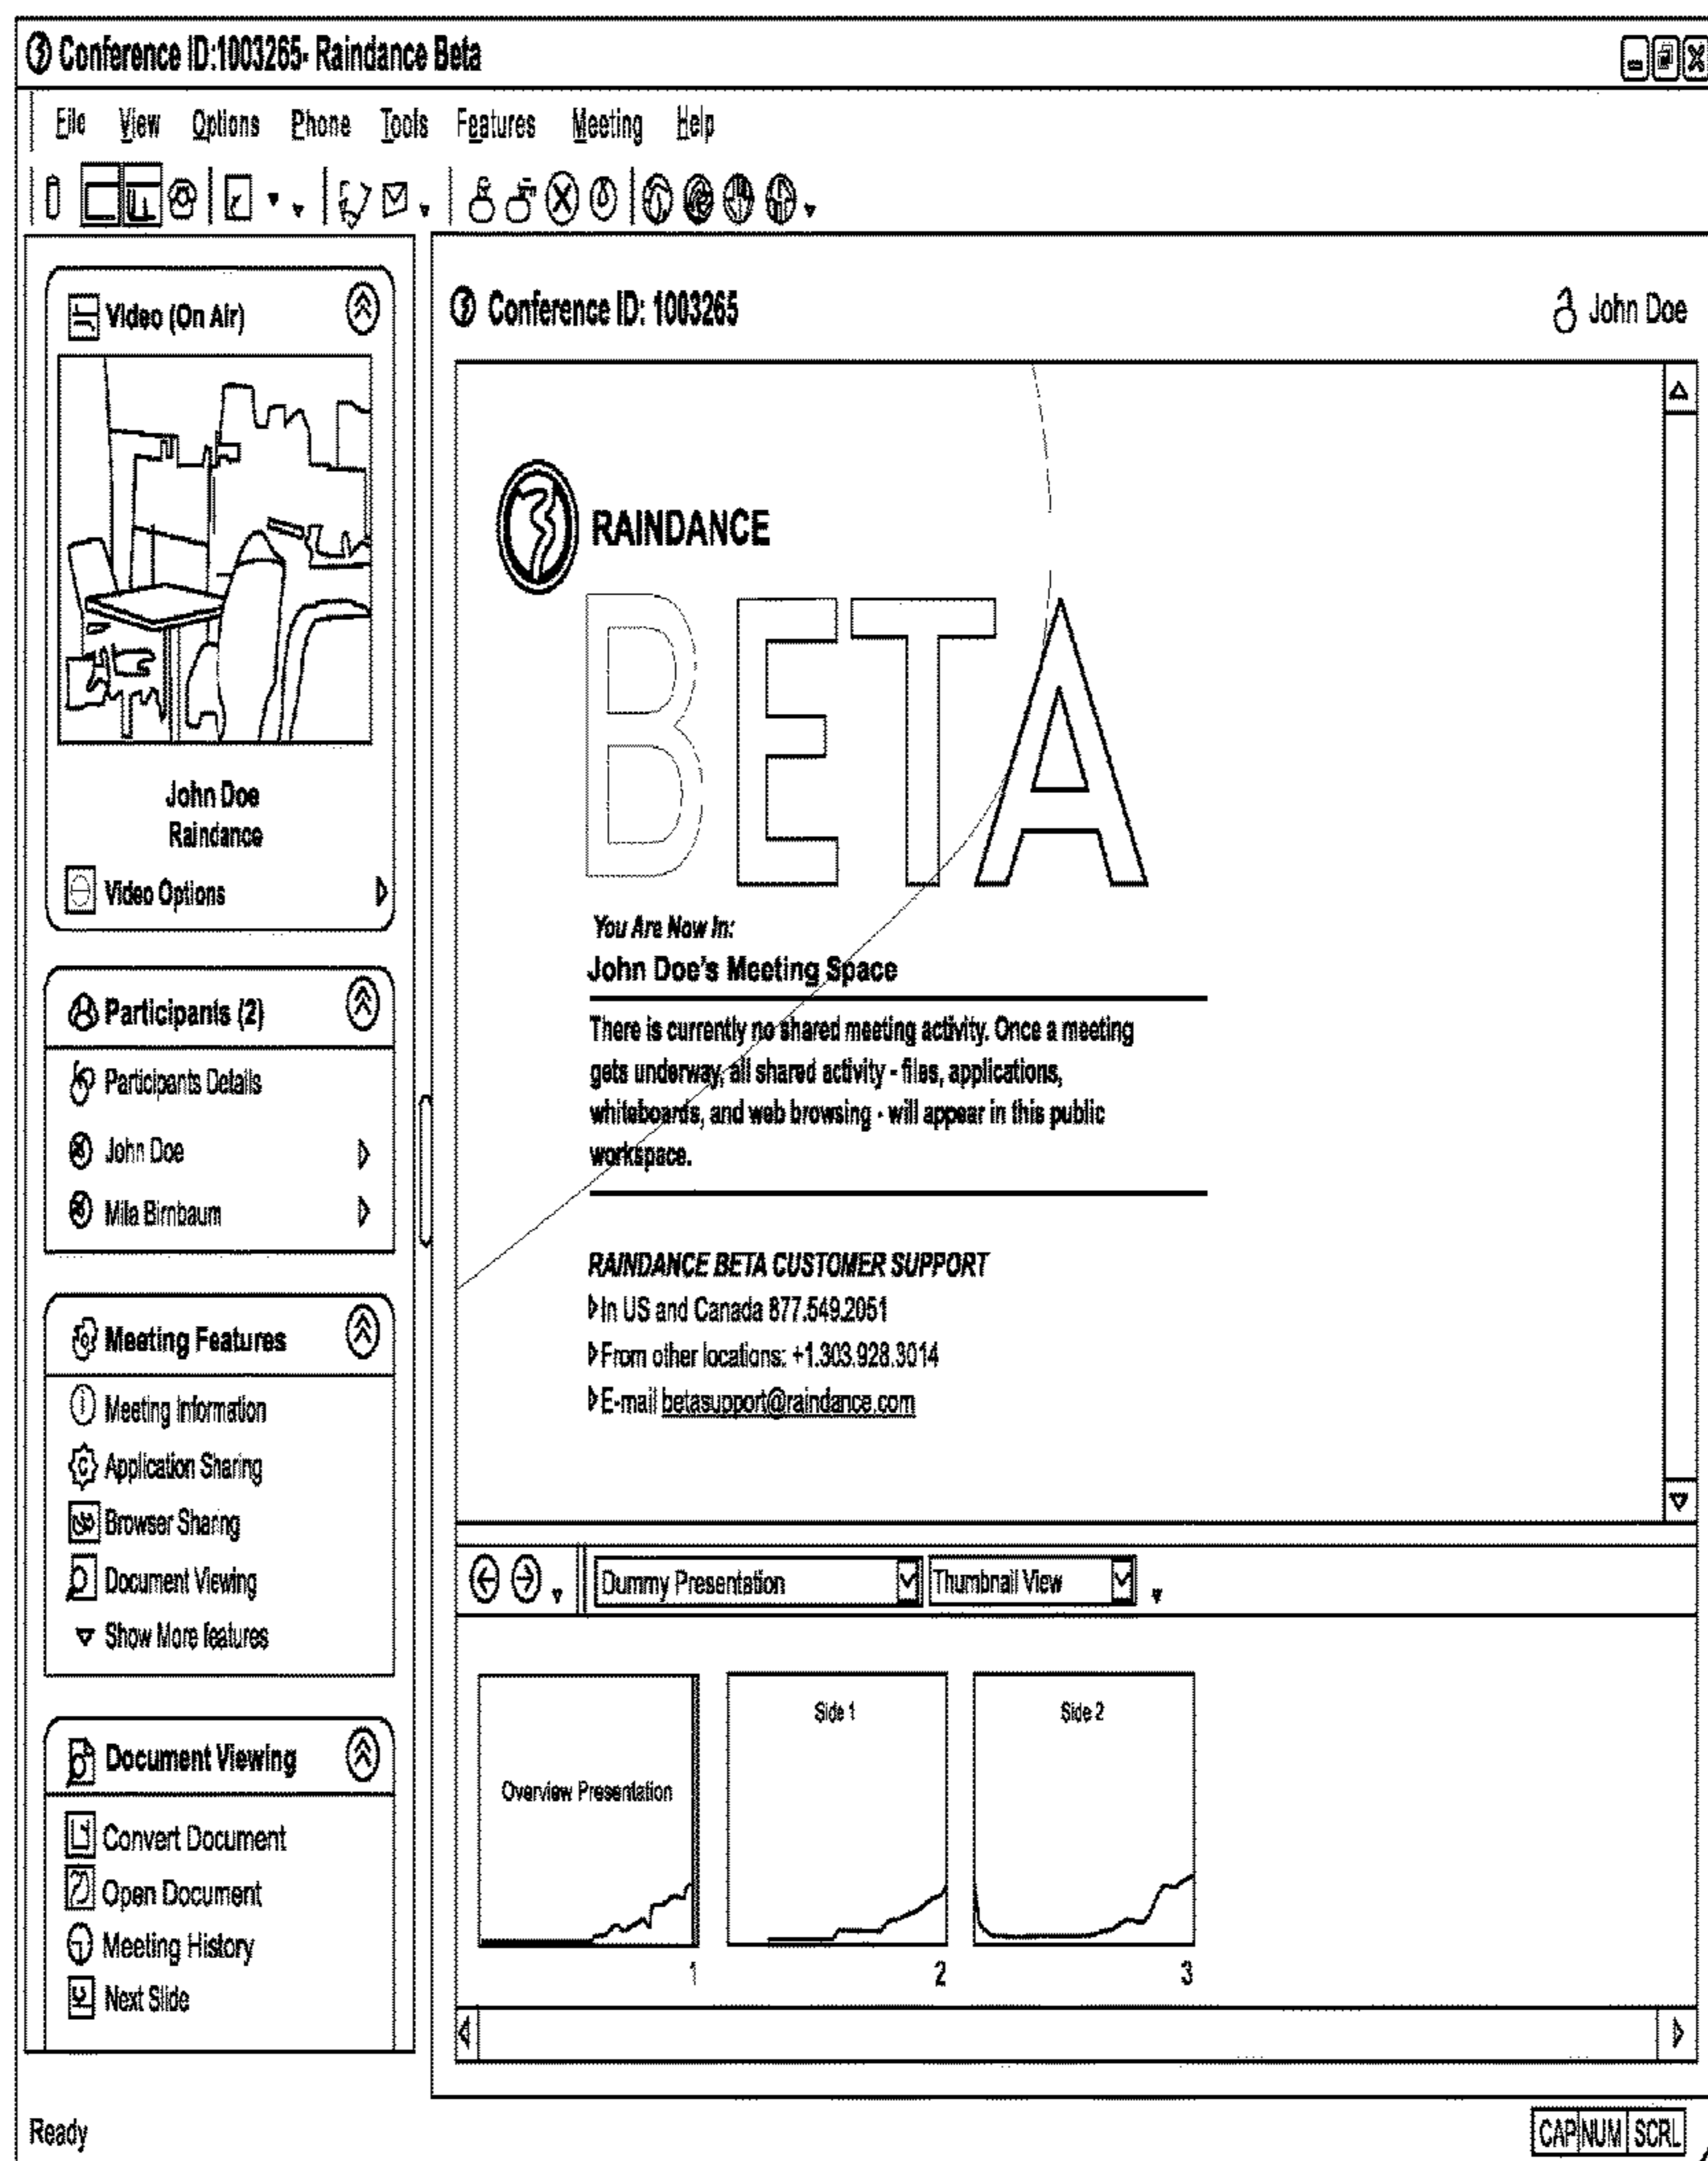 Conference ID:1003265- Raindance Beta
File View Options Phone Tools Features Meeting Help
Video (On Air)
John Doe
Raindance
Video Options
Participants (2)
Participants Details
John Doe
Mila Birnbaum
Meeting Features
Meeting Information
Application Sharing
Browser Sharing
Document Viewing
Show More features
Document Viewing
Convert Document
Open Document
Meeting History
Next Slide
Conference ID: 1003265
John Doe
RAINDANCE
BETA
You Are Now In:
John Doe's Meeting Space
There is currently no shared meeting activity. Once a meeting
gets underway, all shared activity - files, applications,
whiteboards, and web browsing - will appear in this public
workspace.
RAINDANCE BETA CUSTOMER SUPPORT
In US and Canada 877.549.2051
From other locations: +1.303.928.3014
E-mail betasupport@raindance.com
Dummy Presentation Thumbnail View
Overview Presentation
Side 1
Side 2
1 2 3
Ready
CAP NUM SCRL